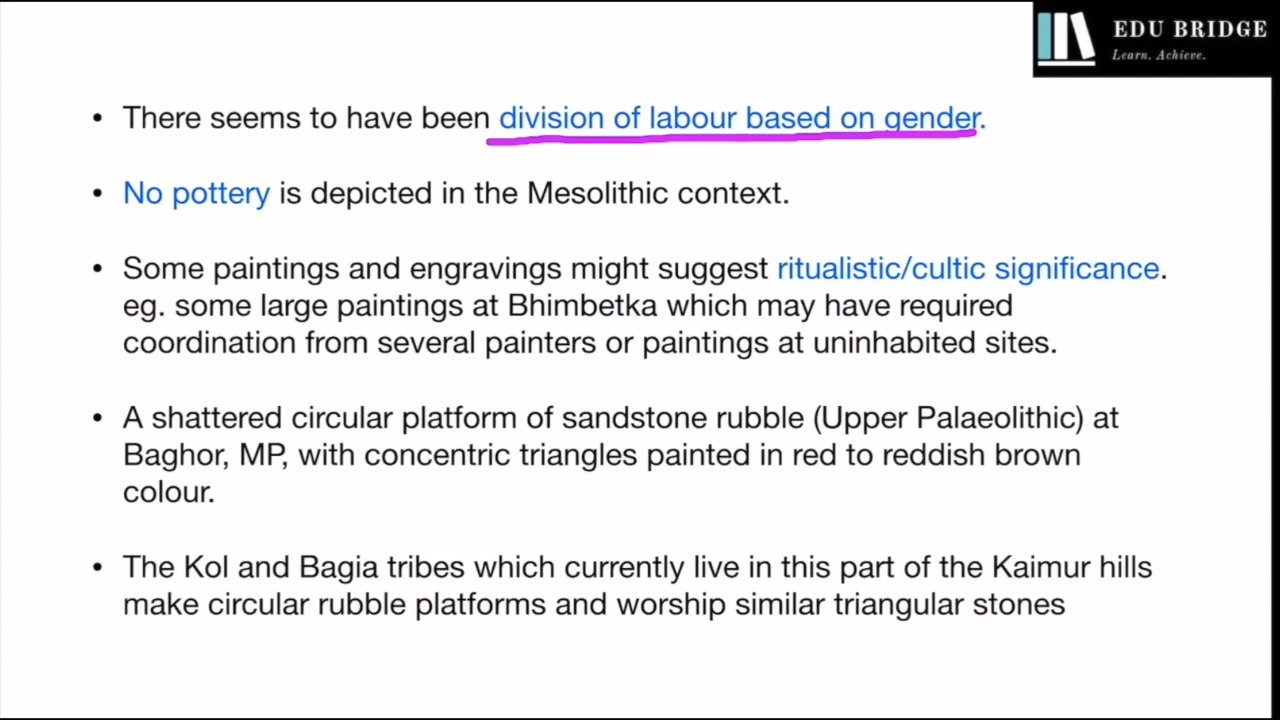 EDU BRIDGE
Learn. Achieve.
• There seems to have been division of labour based on gender.
• No pottery is depicted in the Mesolithic context.
• Some paintings and engravings might suggest ritualistic/cultic significance.
eg. some large paintings at Bhimbetka which may have required
coordination from several painters or paintings at uninhabited sites.
• A shattered circular platform of sandstone rubble (Upper Palaeolithic) at
Baghor, MP, with concentric triangles painted in red to reddish brown
colour.
• The Kol and Bagia tribes which currently live in this part of the Kaimur hills
make circular rubble platforms and worship similar triangular stones